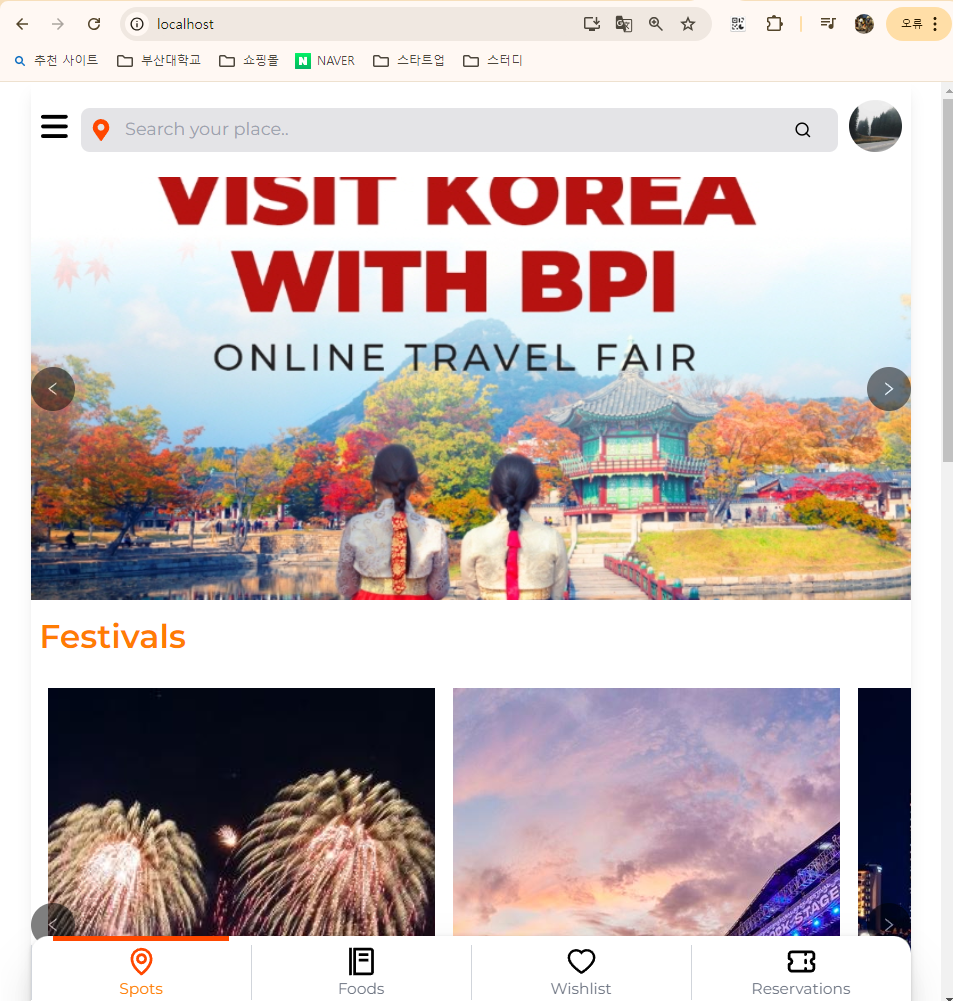 localhost
오류
추천 사이트 부산대학교 쇼핑몰 NAVER 스타트업 스터디
Search your place..
VISIT KOREA
WITH BPI
ONLINE TRAVEL FAIR
Festivals
CK-STAGE
Spots Foods Wishlist Reservations